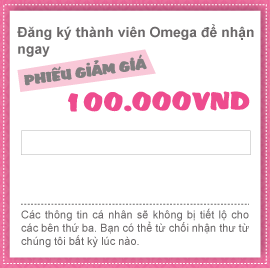 Đăng ký thành viên Omega để nhận
ngay
PHIẾU GIẢM GIÁ
100.000VND
Các thông tin cá nhân sẽ không bị tiết lộ cho
các bên thứ ba. Bạn có thể từ chối nhận thư từ
chúng tôi bất kỳ lúc nào.